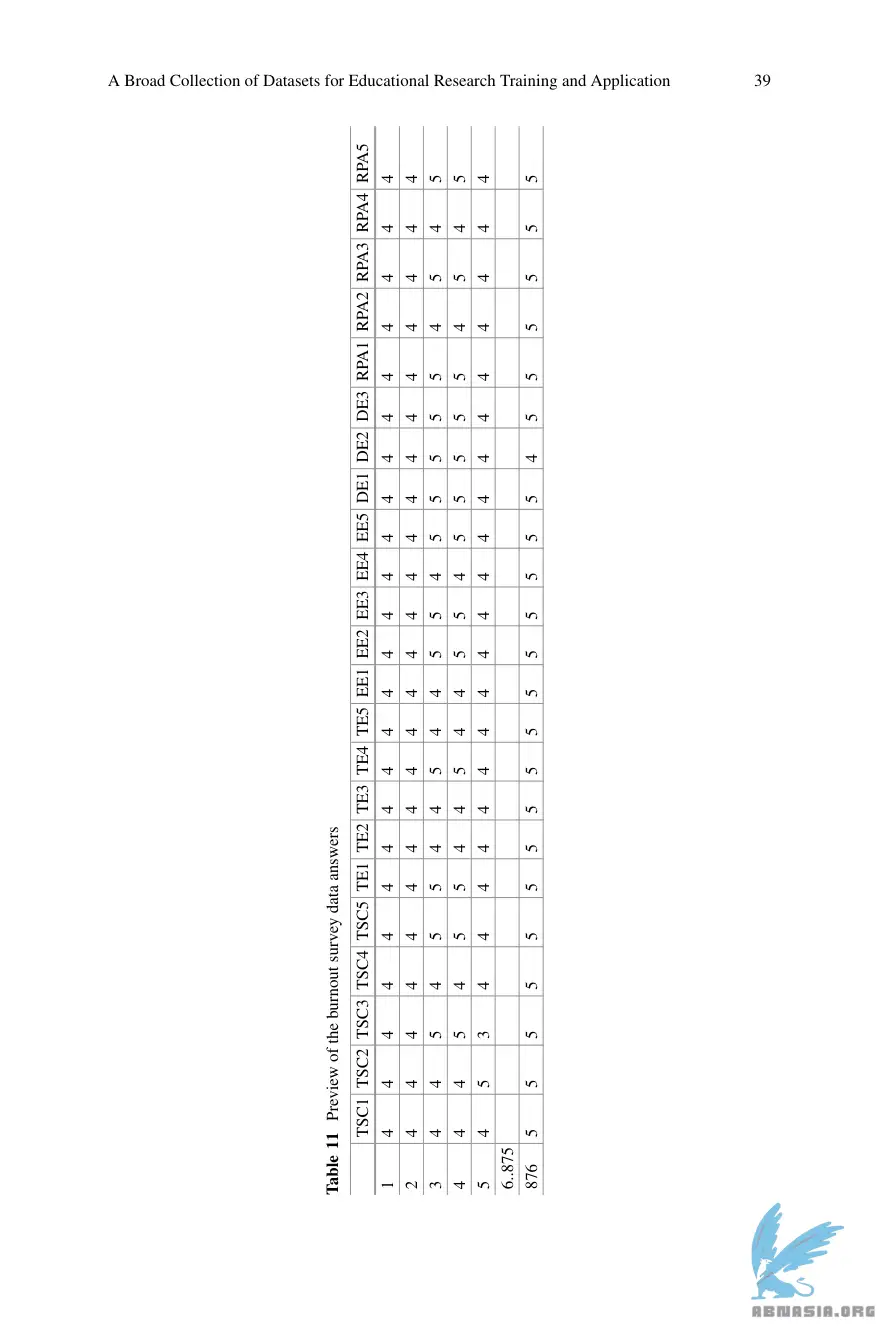 A Broad Collection of Datasets for Educational Research Training and Application 39
Table 11 Preview of the burnout survey data answers
TSC1 TSC2 TSC3 TSC4 TSC5 TE1 TE2 TE3 TE4 TE5 EE1 EE2 EE3 EE4 EE5 DE1 DE2 DE3 RPA1 RPA2 RPA3 RPA4 RPA5
1 4 4 4 4 4 4 4 4 4 4 4 4 4 4 4 4 4 4 4 4 4 4 4
2 4 4 4 4 4 4 4 4 4 4 4 4 4 4 4 4 4 4 4 4 4 4 4
3 4 4 5 4 5 5 4 4 5 4 4 5 5 4 5 5 5 5 5 4 5 4 5
4 4 4 5 4 5 5 4 4 5 4 4 5 5 4 5 5 5 5 5 4 5 4 5
5 4 5 3 4 4 4 4 4 4 4 4 4 4 4 4 4 4 4 4 4 4 4 4
6..875
876 5 5 5 5 5 5 5 5 5 5 5 5 5 5 5 5 4 5 5 5 5 5 5
ABNASIA.ORG